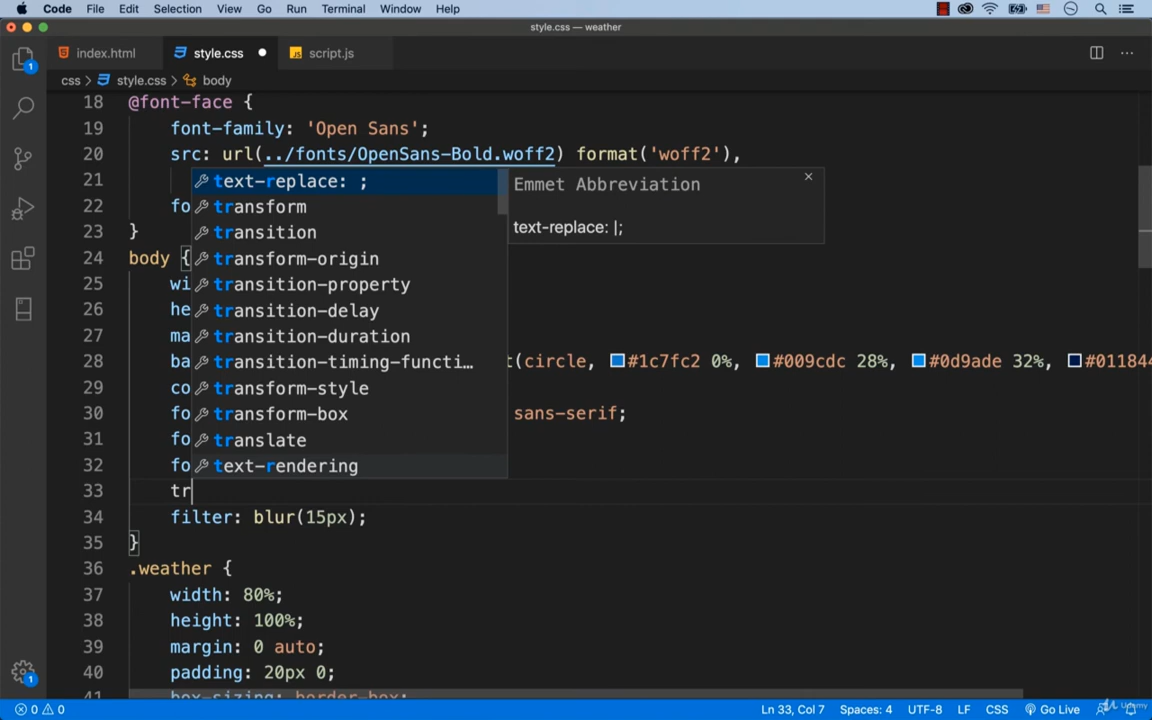 Code File Edit Selection View Go Run Terminal Window Help
style.css — weather
index.html style.css script.js
css > style.css > body
18 @font-face {
19 font-family: 'Open Sans';
20 src: url(../fonts/OpenSans-Bold.woff2) format('woff2'),
21 text-replace: ; Emmet Abbreviation
transform
22 fo
text-replace: |;
23 } transition
24 body { transform-origin
25 wi transition-property
26 he transition-delay
27 ma transition-duration
28 ba transition-timing-functi… t(circle, #1c7fc2 0%, #009cdc 28%, #0d9ade 32%, #011844
29 co transform-style
30 fo transform-box sans-serif;
31 fo translate
32 fo text-rendering
33 tr
34 filter: blur(15px);
35 }
36 .weather {
37 width: 80%;
38 height: 100%;
39 margin: 0 auto;
40 padding: 20px 0;
41 box-sizing: border-box;
0 0 Ln 33, Col 7 Spaces: 4 UTF-8 LF CSS Go Live
Udemy